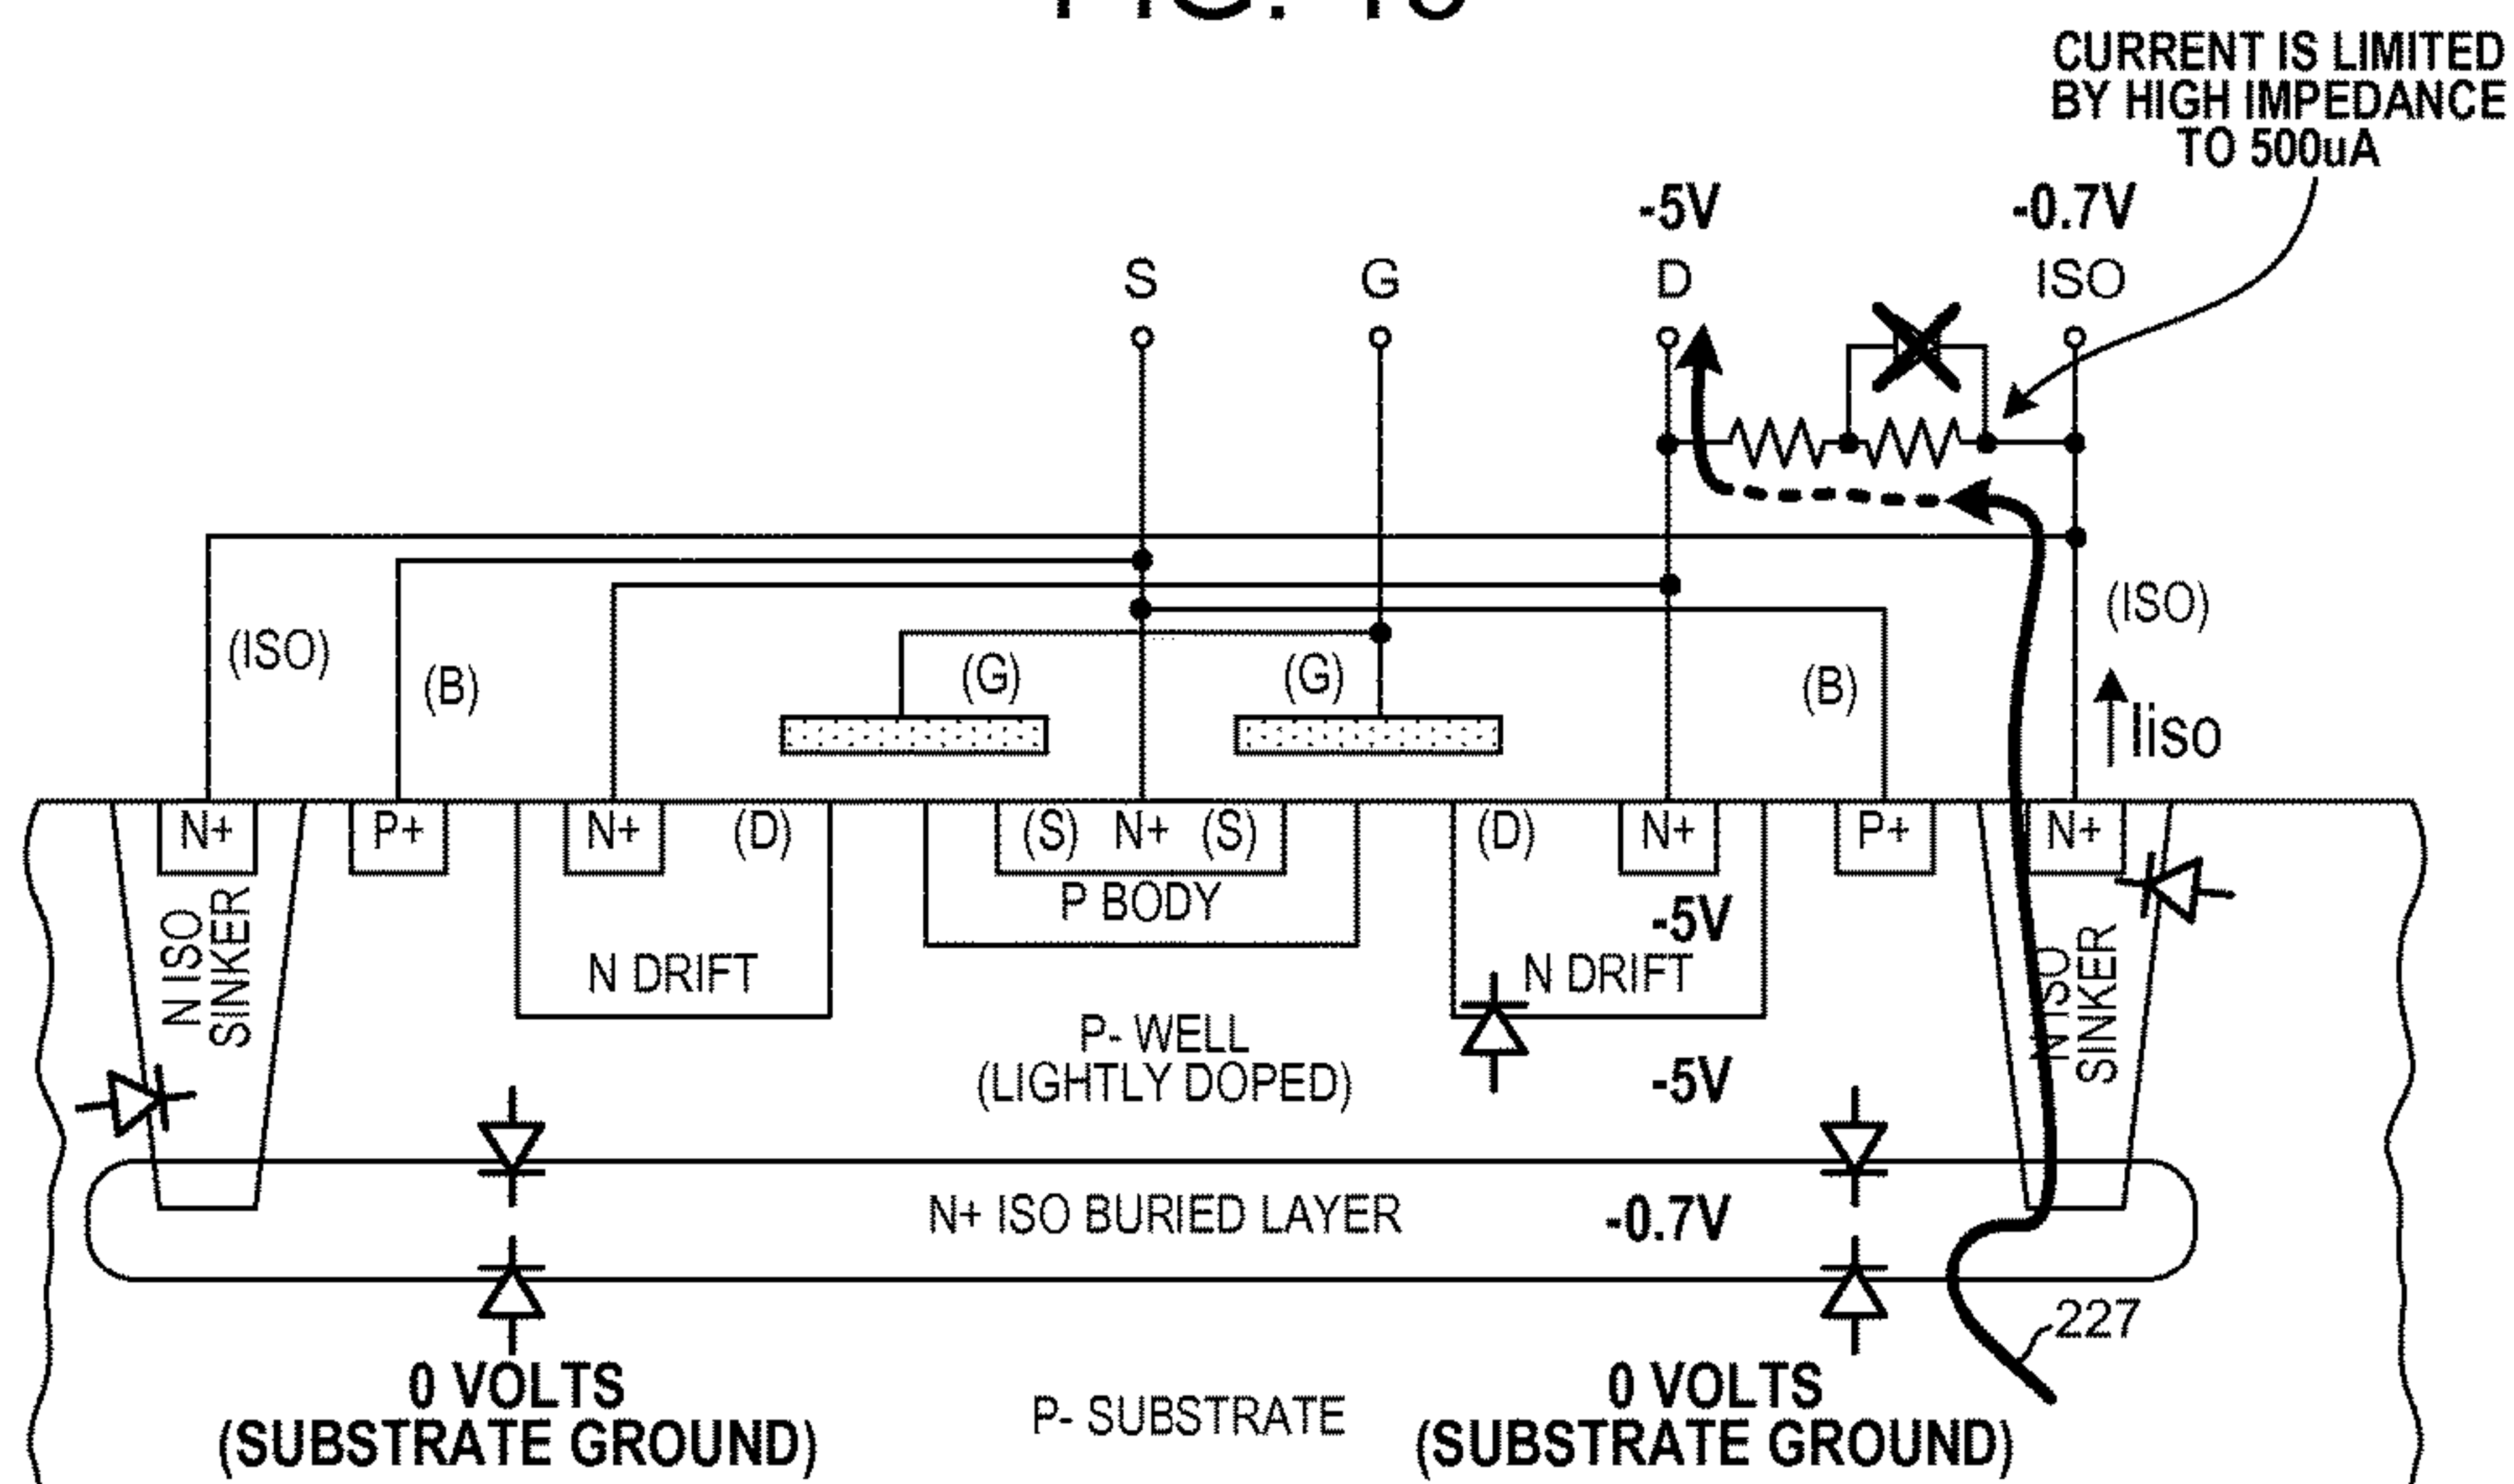 CURRENT IS LIMITED
BY HIGH IMPEDANCE
TO 500uA
-5V
-0.7V
S
G
D
ISO
(ISO)
(B)
(G)
(G)
(B)
(ISO)
IISO
N+
P+
N+
(D)
(S) N+ (S)
(D)
N+
P+
N+
P BODY
-5V
N ISO
SINKER
N DRIFT
N DRIFT
N ISO
SINKER
P- WELL
(LIGHTLY DOPED)
-5V
N+ ISO BURIED LAYER
-0.7V
227
0 VOLTS
(SUBSTRATE GROUND)
P- SUBSTRATE
0 VOLTS
(SUBSTRATE GROUND)